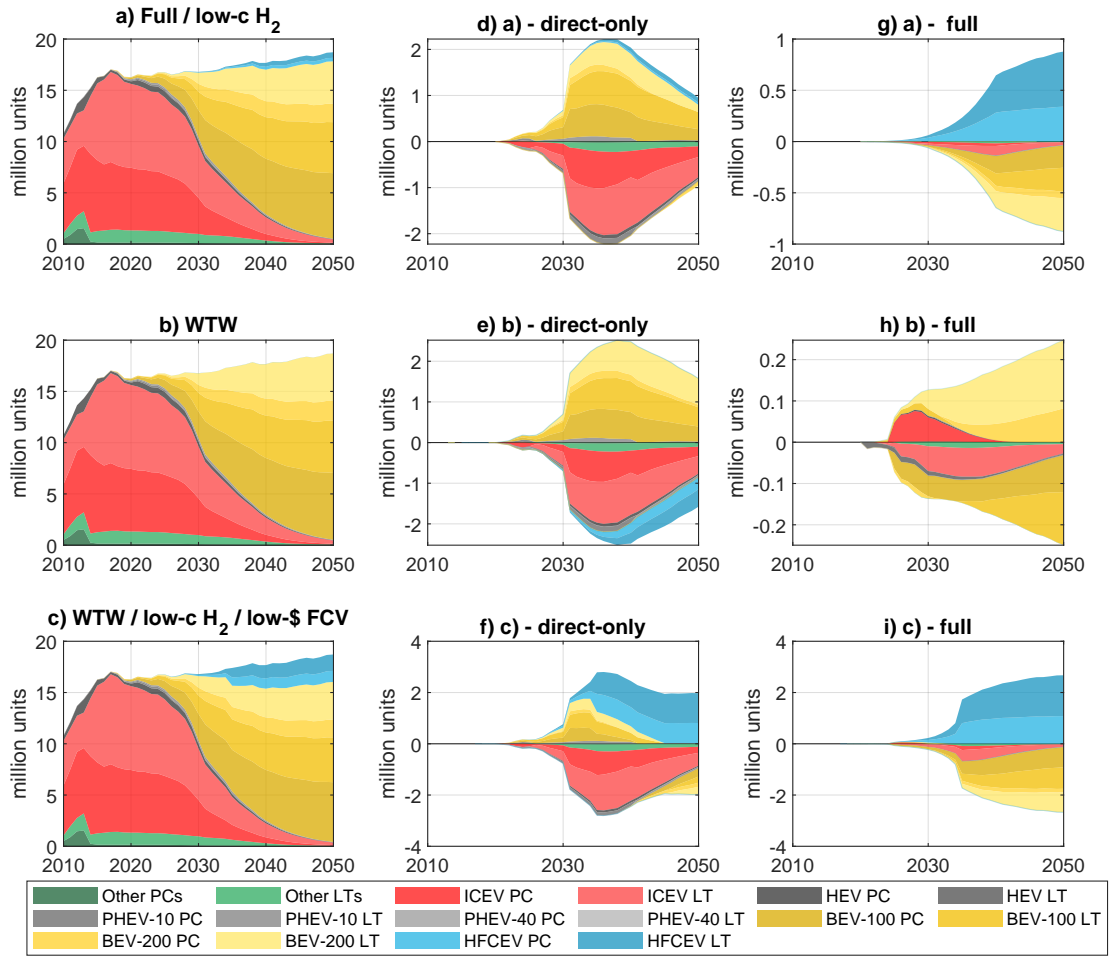 a) Full / low-c H2
20
15
10
5
0
2010 2020 2030 2040 2050
million units
d) a) - direct-only
2
1
0
-1
-2
2010 2030 2050
g) a) - full
1
0.5
0
-0.5
-1
2010 2030 2050
million units
b) WTW
20
15
10
5
0
2010 2020 2030 2040 2050
million units
e) b) - direct-only
2
1
0
-1
-2
2010 2030 2050
h) b) - full
0.2
0.1
0
-0.1
-0.2
2010 2030 2050
million units
c) WTW / low-c H2 / low-$ FCV
20
15
10
5
0
2010 2020 2030 2040 2050
million units
f) c) - direct-only
4
2
0
-2
-4
2010 2030 2050
i) c) - full
4
2
0
-2
-4
2010 2030 2050
million units
Other PCs Other LTs ICEV PC ICEV LT HEV PC HEV LT
PHEV-10 PC PHEV-10 LT PHEV-40 PC PHEV-40 LT BEV-100 PC BEV-100 LT
BEV-200 PC BEV-200 LT HFCEV PC HFCEV LT